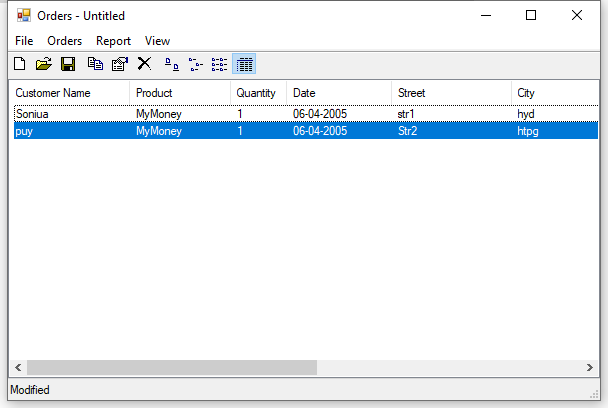 Orders - Untitled
File Orders Report View
Customer Name Product Quantity Date Street City
Soniua MyMoney 1 06-04-2005 str1 hyd
puy MyMoney 1 06-04-2005 Str2 htpg
Modified